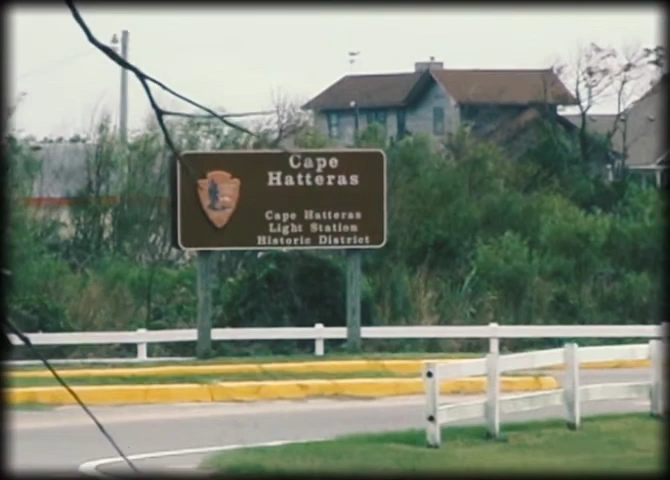 Cape
Hatteras
Cape Hatteras
Light Station
Historic District